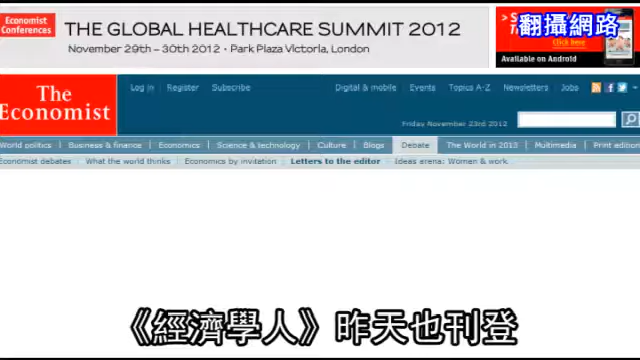 Economist
Conferences
THE GLOBAL HEALTHCARE SUMMIT 2012
November 29th – 30th 2012 · Park Plaza Victoria, London
翻攝網路
Click here
Available on Android
The
Economist
Log in Register Subscribe
Digital & mobile Events Topics A-Z Newsletters Jobs
Friday November 23rd 2012
World politics Business & finance Economics Science & technology Culture Blogs Debate The World in 2013 Multimedia Print edition
Economist debates What the world thinks Economics by invitation Letters to the editor Ideas arena: Women & work
《經濟學人》昨天也刊登